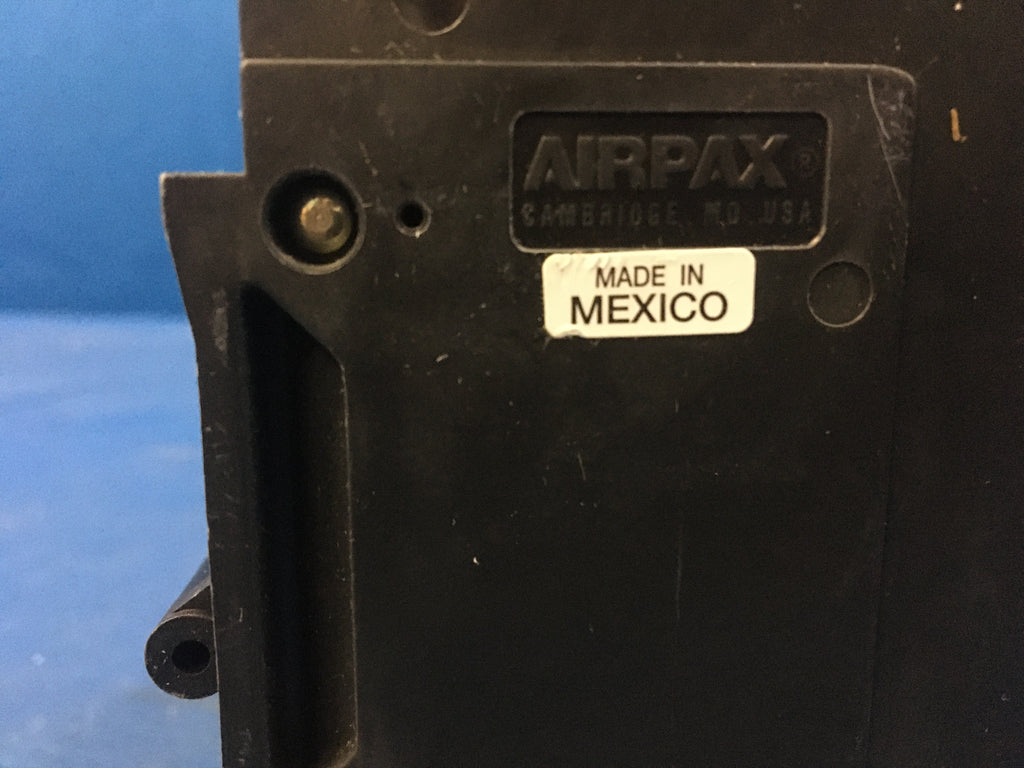 AIRPAX®
CAMBRIDGE, MD USA
MADE IN
MEXICO